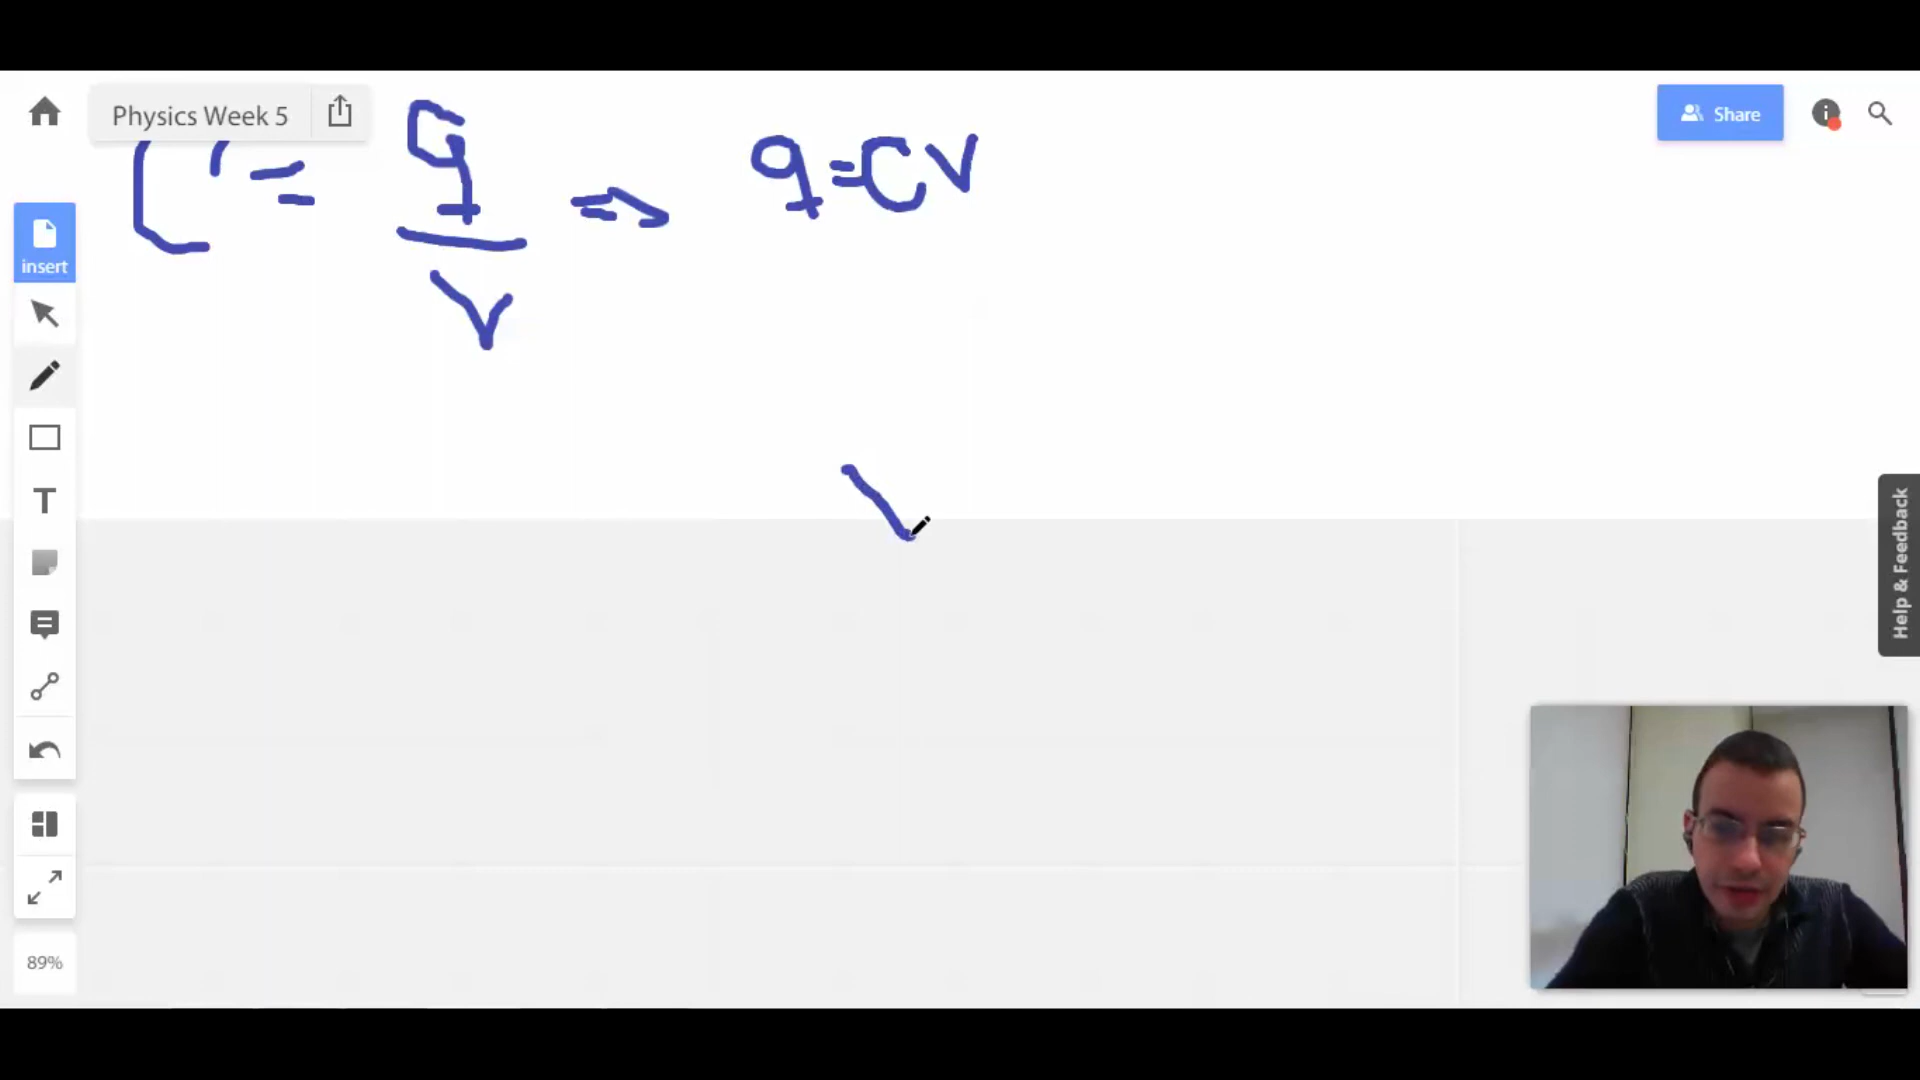 Physics Week 5
Share
C = q/V ⇒ q=CV
insert
T
89%
Help & Feedback